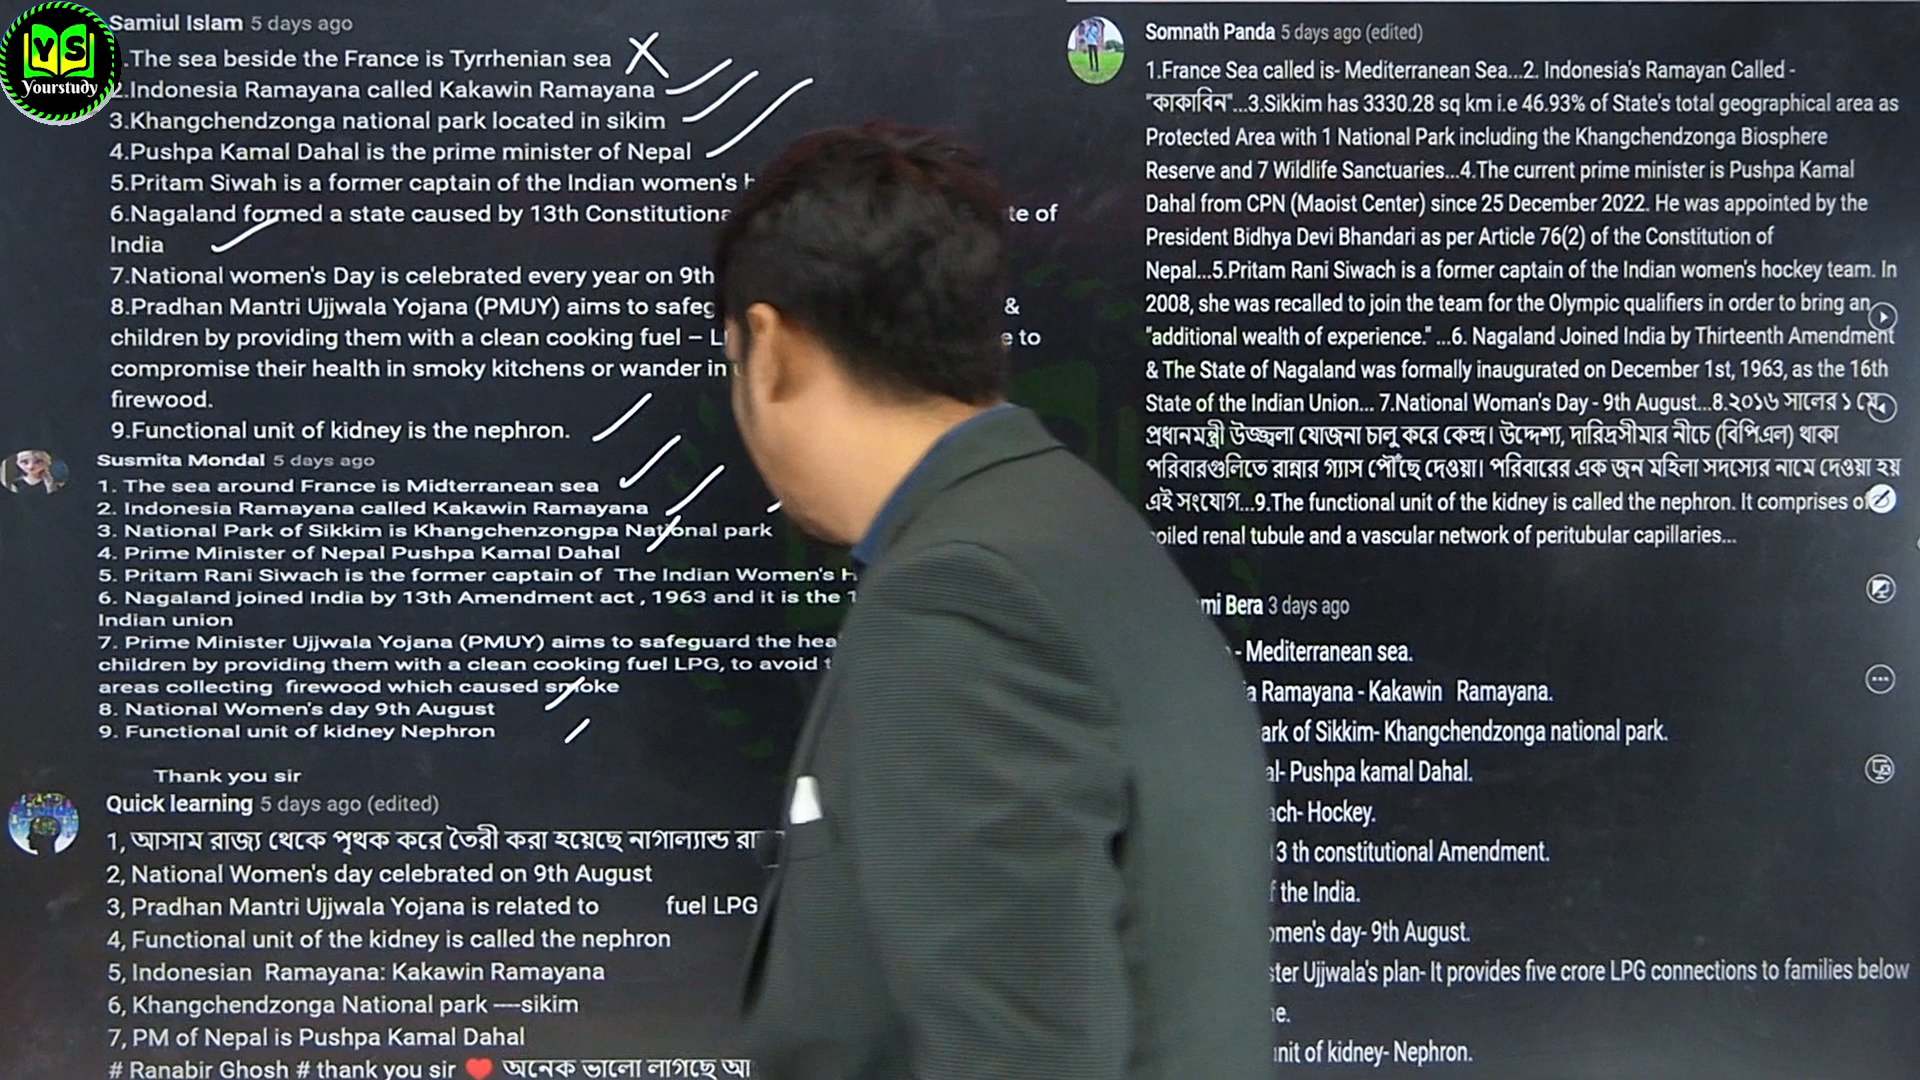 YS
Yourstudy
Samiul Islam 5 days ago
.The sea beside the France is Tyrrhenian sea
2.Indonesia Ramayana called Kakawin Ramayana
3.Khangchendzonga national park located in sikim
4.Pushpa Kamal Dahal is the prime minister of Nepal
5.Pritam Siwah is a former captain of the Indian women's
6.Nagaland formed a state caused by 13th te of
India
7.National women's Day is celebrated every year on 9th
8.Pradhan Mantri Ujjwala Yojana (PMUY) aims to &
children by providing them with a clean cooking fuel – to
compromise their health in smoky kitchens or wander in
firewood.
9.Functional unit of kidney is the nephron.
Susmita Mondal 5 days ago
1. The sea around France is Midterranean sea
2. Indonesia Ramayana called Kakawin Ramayana
3. National Park of Sikkim is Khangchenzongpa National park
4. Prime Minister of Nepal Pushpa Kamal Dahal
5. Pritam Rani Siwach is the former captain of The Indian Women's H
6. Nagaland joined India by 13th Amendment act , 1963 and it is the 1
Indian union
7. Prime Minister Ujjwala Yojana (PMUY) aims to safeguard the hea
children by providing them with a clean cooking fuel LPG, to avoid t
areas collecting firewood which caused smoke
8. National Women's day 9th August
9. Functional unit of kidney Nephron
Thank you sir
Quick learning 5 days ago (edited)
1, আসাম রাজ্য থেকে পৃথক করে তৈরী করা হয়েছে নাগাল্যান্ড রা
2, National Women's day celebrated on 9th August
3, Pradhan Mantri Ujjwala Yojana is related to fuel LPG
4, Functional unit of the kidney is called the nephron
5, Indonesian Ramayana: Kakawin Ramayana
6, Khangchendzonga National park —-sikim
7, PM of Nepal is Pushpa Kamal Dahal
# Ranabir Ghosh # thank you sir ❤️ অনেক ভালো লাগছে আ
Somnath Panda 5 days ago (edited)
1.France Sea called is- Mediterranean Sea...2. Indonesia's Ramayan Called -
"কাকাবিন"...3.Sikkim has 3330.28 sq km i.e 46.93% of State's total geographical area as
Protected Area with 1 National Park including the Khangchendzonga Biosphere
Reserve and 7 Wildlife Sanctuaries...4.The current prime minister is Pushpa Kamal
Dahal from CPN (Maoist Center) since 25 December 2022. He was appointed by the
President Bidhya Devi Bhandari as per Article 76(2) of the Constitution of
Nepal...5.Pritam Rani Siwach is a former captain of the Indian women's hockey team. In
2008, she was recalled to join the team for the Olympic qualifiers in order to bring an
"additional wealth of experience." ...6. Nagaland Joined India by Thirteenth Amendment
& The State of Nagaland was formally inaugurated on December 1st, 1963, as the 16th
State of the Indian Union... 7.National Woman's Day - 9th August...8.২০১৬ সালের ১ মে
প্রধানমন্ত্রী উজ্জ্বলা যোজনা চালু করে কেন্দ্র। উদ্দেশ্য, দারিদ্রসীমার নীচে (বিপিএল) থাকা
পরিবারগুলিতে রান্নার গ্যাস পৌঁছে দেওয়া। পরিবারের এক জন মহিলা সদস্যের নামে দেওয়া হয়
এই সংযোগ...9.The functional unit of the kidney is called the nephron. It comprises of
oiled renal tubule and a vascular network of peritubular capillaries...
mi Bera 3 days ago
- Mediterranean sea.
a Ramayana - Kakawin Ramayana.
ark of Sikkim- Khangchendzonga national park.
al- Pushpa kamal Dahal.
ach- Hockey.
3 th constitutional Amendment.
f the India.
omen's day- 9th August.
ster Ujjwala's plan- It provides five crore LPG connections to families below
ne.
unit of kidney- Nephron.